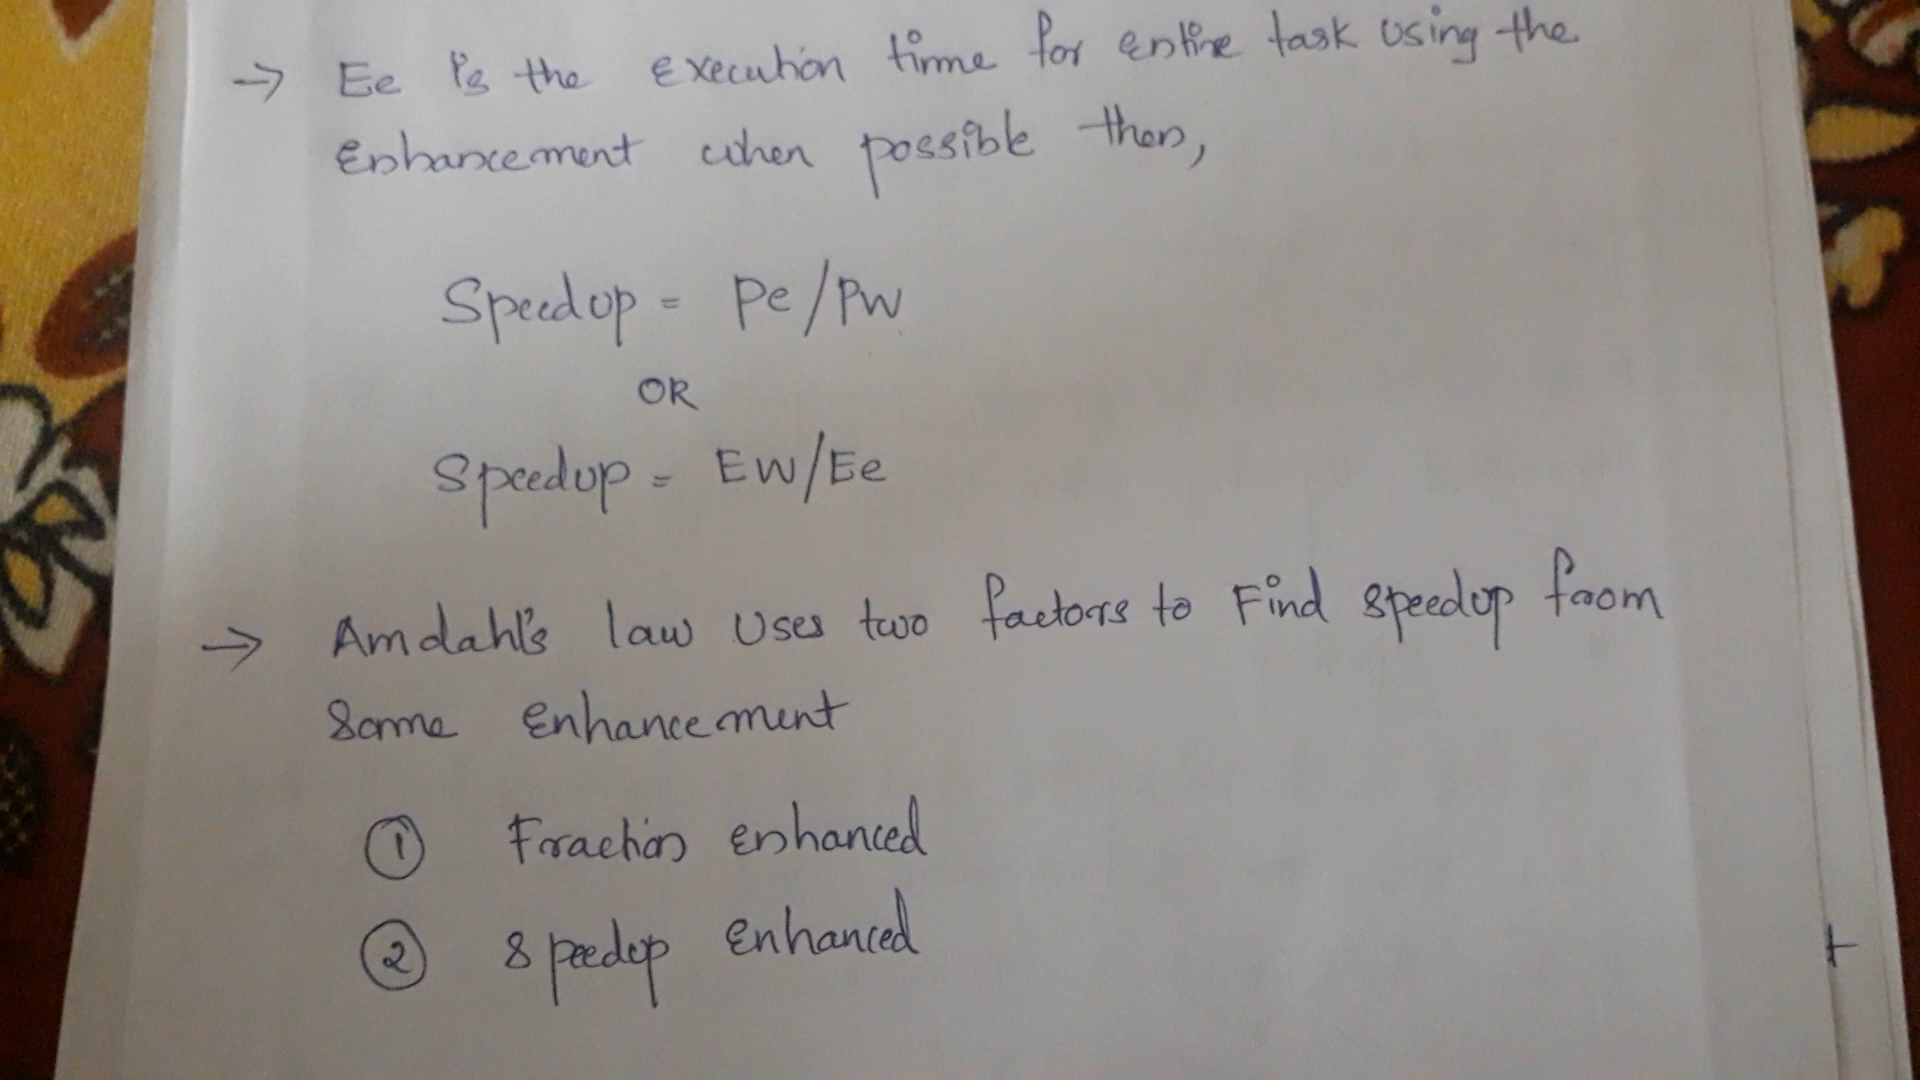 → Ee is the execution time for entire task using the
enhancement when possible then,
Speedup = Pe/Pw
OR
Speedup = Ew/Ee
→ Amdahl's law uses two factors to Find speedup from
some enhancement
① Fraction enhanced
② speedup enhanced